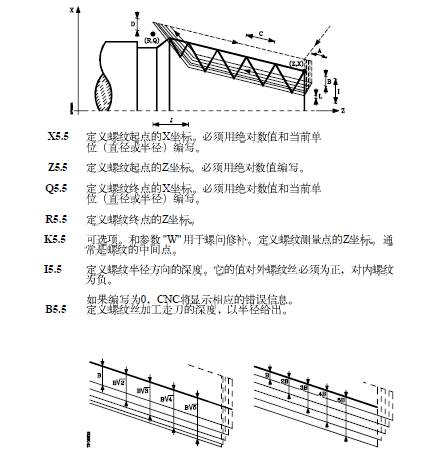 X
D
(R,Q)
C
A
(Z,X)
B
I
L
J
Z
X5.5 定义螺纹起点的X坐标。必须用绝对数值和当前单
位（直径或半径）编写。
Z5.5 定义螺纹起点的Z坐标。必须用绝对数值编写。
Q5.5 定义螺纹终点的X坐标。必须用绝对数值和当前单
位（直径或半径）编写。
R5.5 定义螺纹终点的Z坐标。
K5.5 可选项。和参数"W"用于螺问修补。定义螺纹测量点的Z坐标。通
常是螺纹的中间点。
I5.5 定义螺纹半径方向的深度。它的值对外螺纹丝必须为正，对内螺纹
为负。
如果编写为0，CNC将显示相应的错误信息。
B5.5 定义螺纹丝加工走刀的深度，以半径给出。
B B√2 B√3 B√4 B√5
B 2B 3B 4B 5B